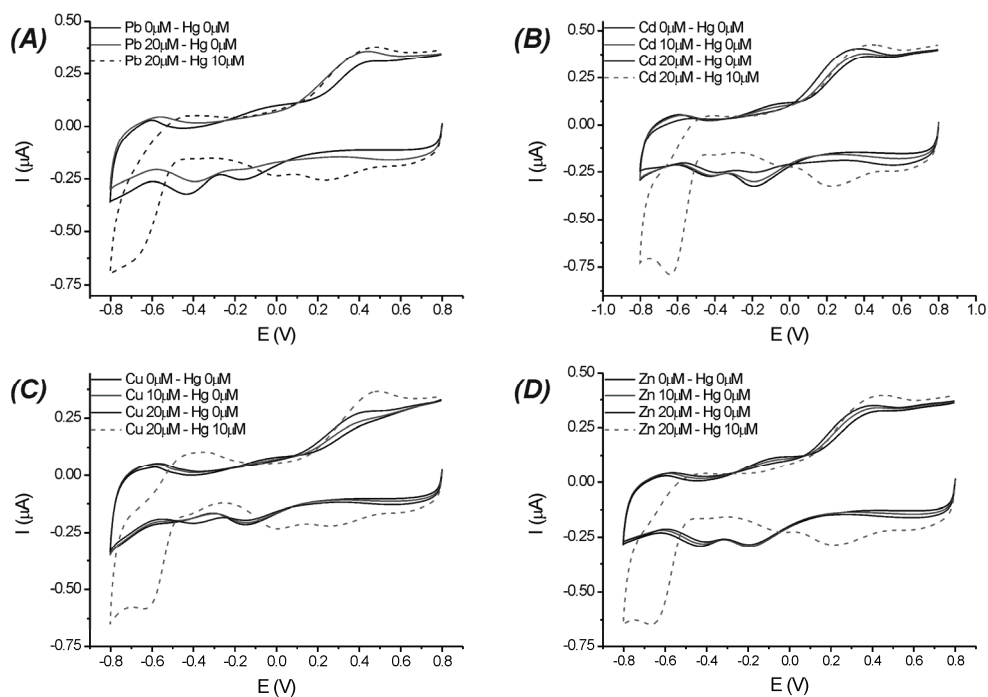 (A)
Pb 0µM - Hg 0µM
Pb 20µM - Hg 0µM
Pb 20µM - Hg 10µM
0.50
0.25
0.00
-0.25
-0.50
-0.75
I (µA)
-0.8 -0.6 -0.4 -0.2 0.0 0.2 0.4 0.6 0.8
E (V)
(B)
Cd 0µM - Hg 0µM
Cd 10µM - Hg 0µM
Cd 20µM - Hg 0µM
Cd 20µM - Hg 10µM
0.50
0.25
0.00
-0.25
-0.50
-0.75
I (µA)
-1.0 -0.8 -0.6 -0.4 -0.2 0.0 0.2 0.4 0.6 0.8 1.0
E (V)
(C)
Cu 0µM - Hg 0µM
Cu 10µM - Hg 0µM
Cu 20µM - Hg 0µM
Cu 20µM - Hg 10µM
0.25
0.00
-0.25
-0.50
-0.75
I (µA)
-0.8 -0.6 -0.4 -0.2 0.0 0.2 0.4 0.6 0.8
E (V)
(D)
Zn 0µM - Hg 0µM
Zn 10µM - Hg 0µM
Zn 20µM - Hg 0µM
Zn 20µM - Hg 10µM
0.50
0.25
0.00
-0.25
-0.50
-0.75
I (µA)
-0.8 -0.6 -0.4 -0.2 0.0 0.2 0.4 0.6 0.8
E (V)